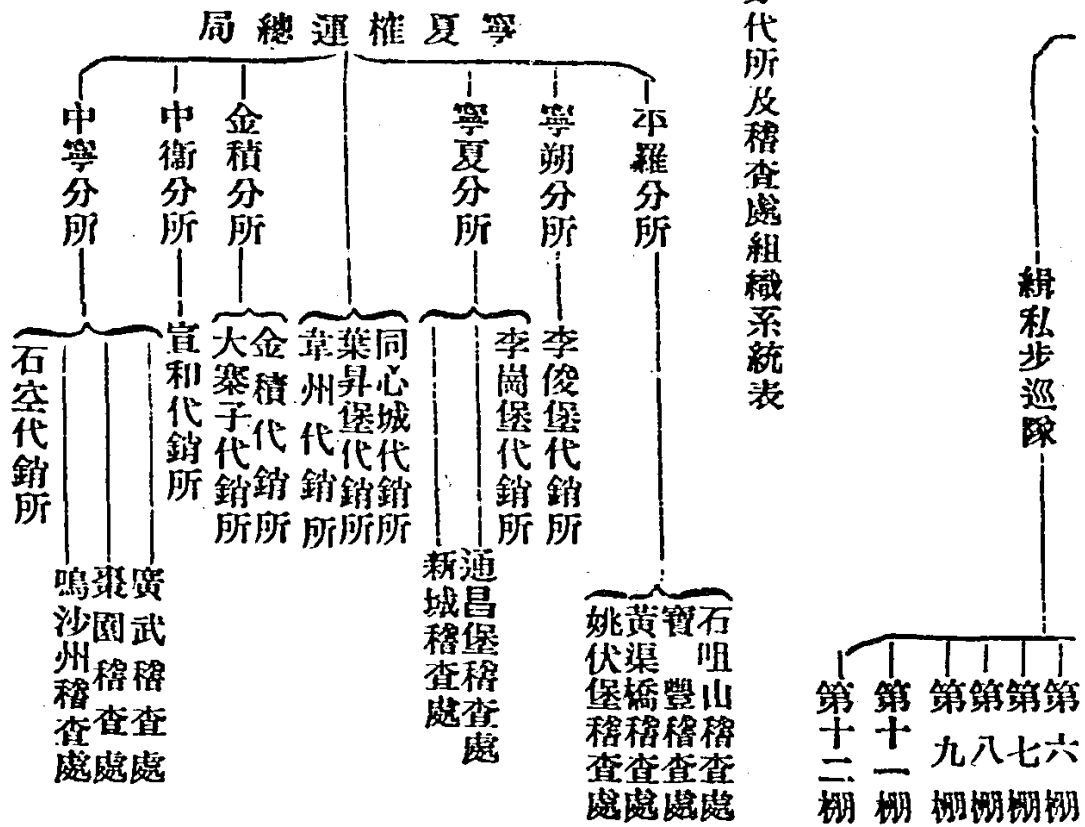 緝私步巡隊
第六棚
第七棚
第八棚
第九棚
第十一棚
第十二棚
代所及稽查處組織系統表
寧夏榷運總局
平羅分所
石咀山稽查處
寶豐稽查處
黃渠橋稽查處
姚伏堡稽查處
寧朔分所
李俊堡代銷所
寧夏分所
李崗堡代銷所
通昌堡稽查處
新城稽查處
同心城代銷所
葉昇堡代銷所
韋州代銷所
金積分所
金積代銷所
大寨子代銷所
中衞分所
宣和代銷所
中寧分所
廣武稽查處
棗園稽查處
鳴沙州稽查處
石空代銷所